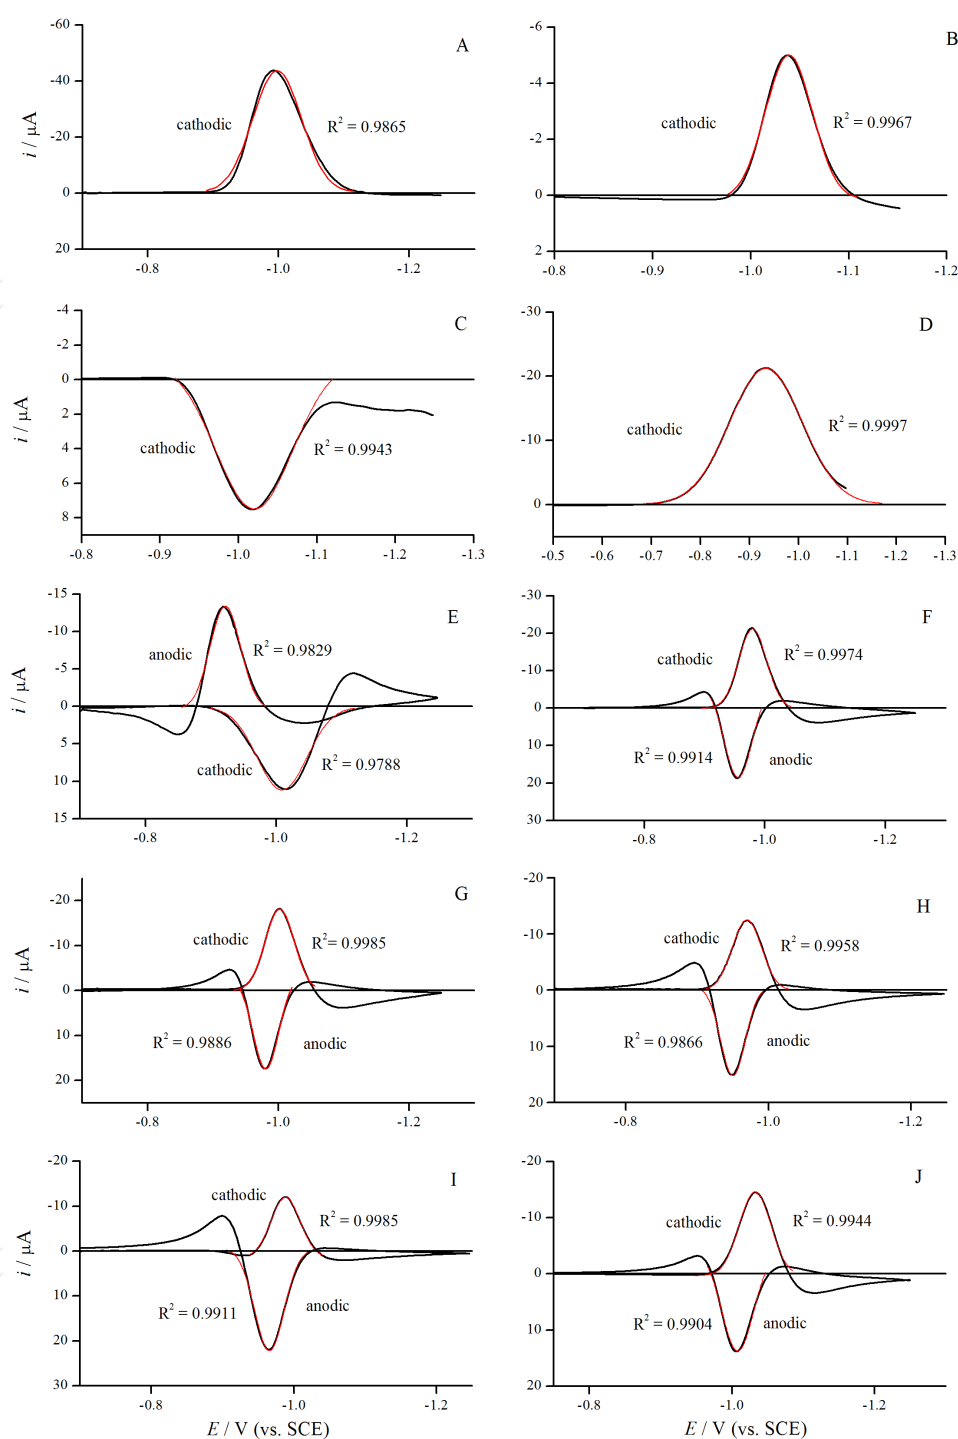 -60
-40
-20
0
20
i / μA
A
cathodic
R² = 0.9865
-0.8 -1.0 -1.2
-6
-4
-2
0
2
B
cathodic
R² = 0.9967
-0.8 -0.9 -1.0 -1.1 -1.2
-4
-2
0
2
4
6
8
i / μA
C
cathodic
R² = 0.9943
-0.8 -0.9 -1.0 -1.1 -1.2 -1.3
-30
-20
-10
0
D
cathodic
R² = 0.9997
-0.5 -0.6 -0.7 -0.8 -0.9 -1.0 -1.1 -1.2 -1.3
-15
-10
-5
0
5
10
15
i / μA
E
anodic
R² = 0.9829
cathodic
R² = 0.9788
-0.8 -1.0 -1.2
-30
-20
-10
0
10
20
30
F
cathodic
R² = 0.9974
R² = 0.9914
anodic
-0.8 -1.0 -1.2
-20
-10
0
10
20
i / μA
G
cathodic
R²= 0.9985
R² = 0.9886
anodic
-0.8 -1.0 -1.2
-20
-10
0
10
20
H
cathodic
R² = 0.9958
R² = 0.9866
anodic
-0.8 -1.0 -1.2
-20
-10
0
10
20
30
i / μA
I
cathodic
R² = 0.9985
R² = 0.9911
anodic
-0.8 -1.0 -1.2
E / V (vs. SCE)
-20
-10
0
10
20
J
cathodic
R² = 0.9944
R² = 0.9904
anodic
-0.8 -1.0 -1.2
E / V (vs. SCE)